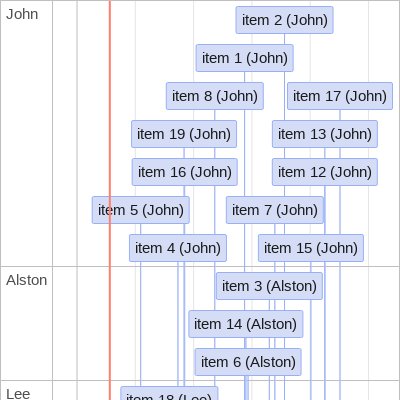 John
item 2 (John)
item 1 (John)
item 8 (John)
item 17 (John)
item 19 (John)
item 13 (John)
item 16 (John)
item 12 (John)
item 5 (John)
item 7 (John)
item 4 (John)
item 15 (John)
Alston
item 3 (Alston)
item 14 (Alston)
item 6 (Alston)
Lee
item 18 (Lee)